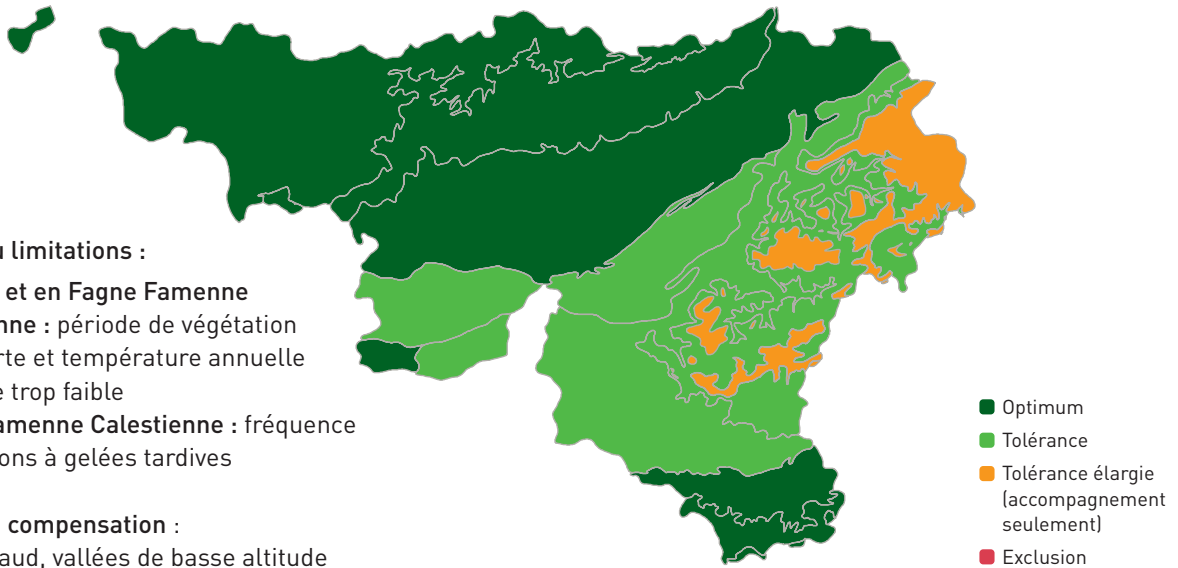 u limitations :
et en Fagne Famenne
nne : période de végétation
rte et température annuelle
e trop faible
amenne Calestienne : fréquence
ons à gelées tardives
compensation :
aud, vallées de basse altitude
Optimum
Tolérance
Tolérance élargie
(accompagnement
seulement)
Exclusion